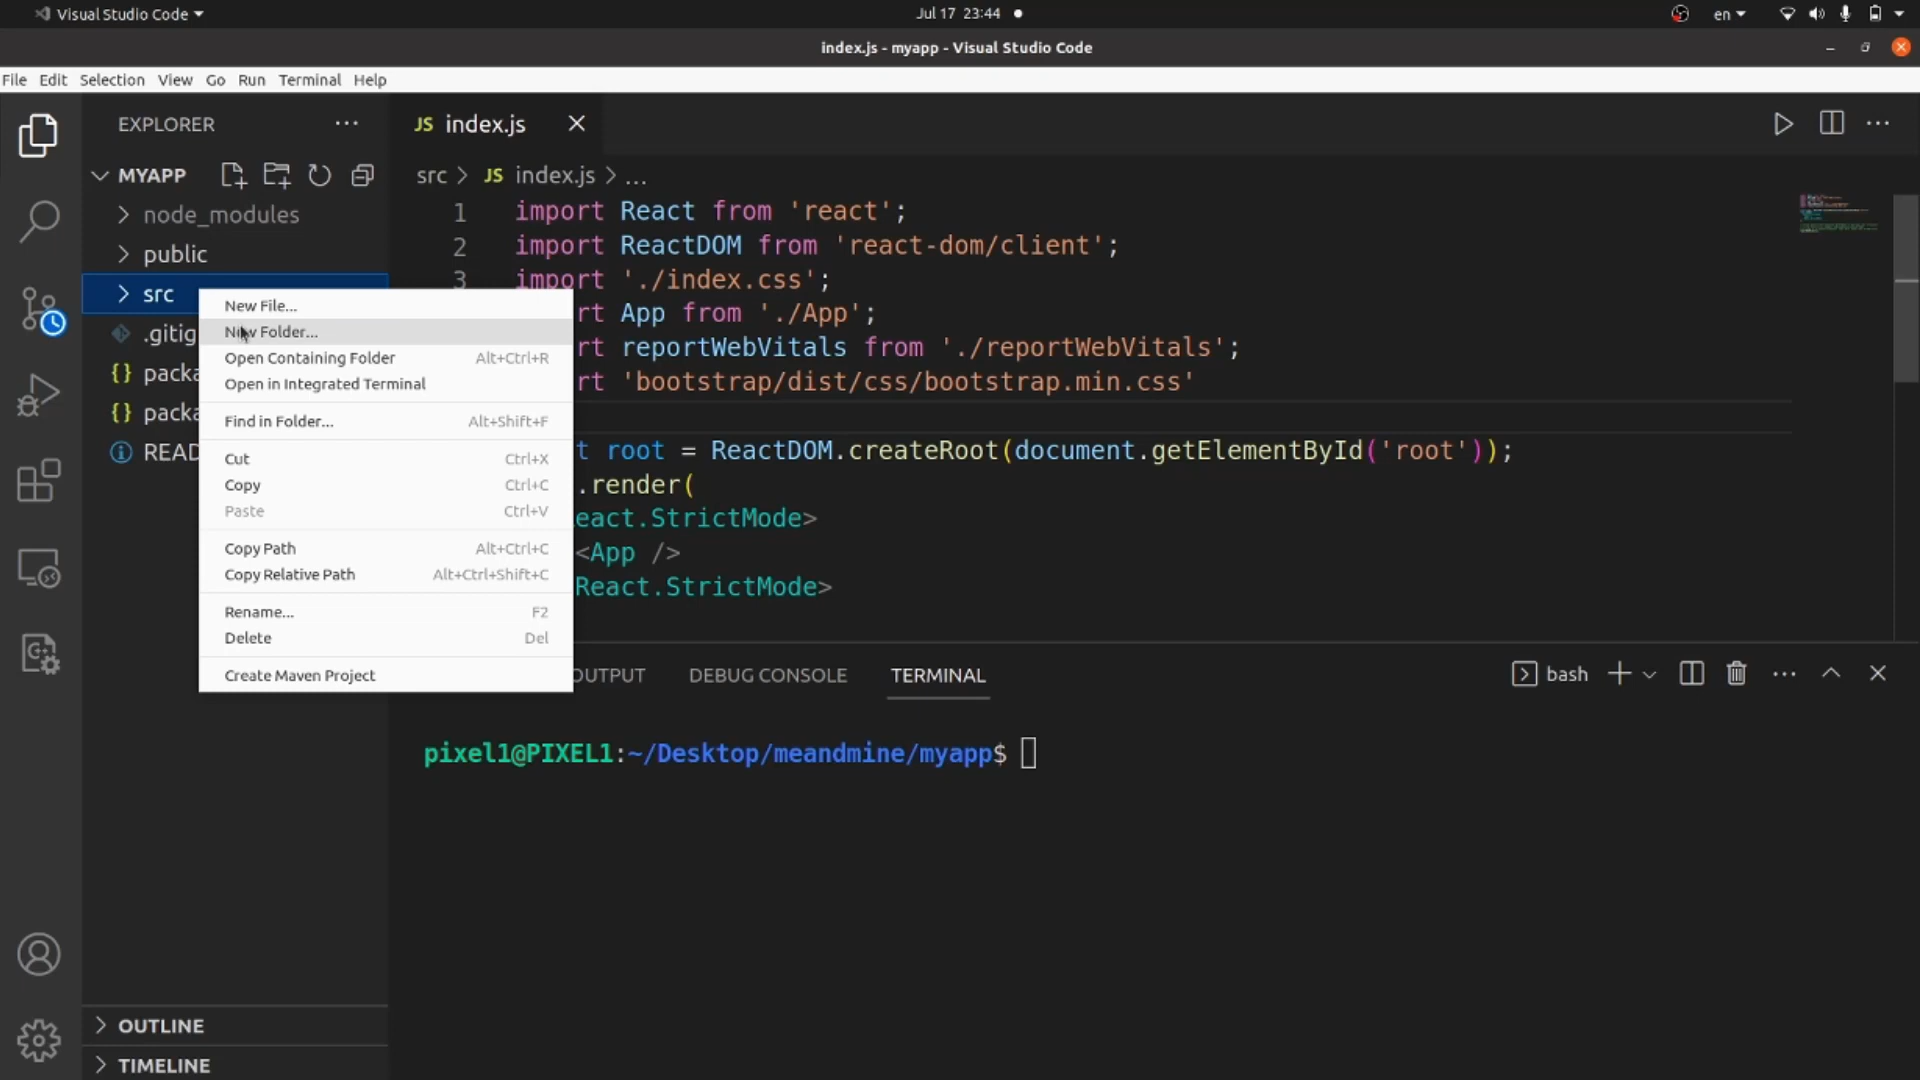 Visual Studio Code
Jul 17 23:44
en
index.js - myapp - Visual Studio Code
File Edit Selection View Go Run Terminal Help
EXPLORER
MYAPP
node_modules
public
src
.gitig
packa
packa
READ
OUTLINE
TIMELINE
New File...
New Folder...
Open Containing Folder Alt+Ctrl+R
Open in Integrated Terminal
Find in Folder... Alt+Shift+F
Cut Ctrl+X
Copy Ctrl+C
Paste Ctrl+V
Copy Path Alt+Ctrl+C
Copy Relative Path Alt+Ctrl+Shift+C
Rename... F2
Delete Del
Create Maven Project
JS index.js
src > JS index.js > ...
1 import React from 'react';
2 import ReactDOM from 'react-dom/client';
3 import './index.css';
rt App from './App';
rt reportWebVitals from './reportWebVitals';
rt 'bootstrap/dist/css/bootstrap.min.css'
t root = ReactDOM.createRoot(document.getElementById('root'));
.render(
eact.StrictMode>
<App />
React.StrictMode>
OUTPUT DEBUG CONSOLE TERMINAL
bash
pixel1@PIXEL1:~/Desktop/meandmine/myapp$